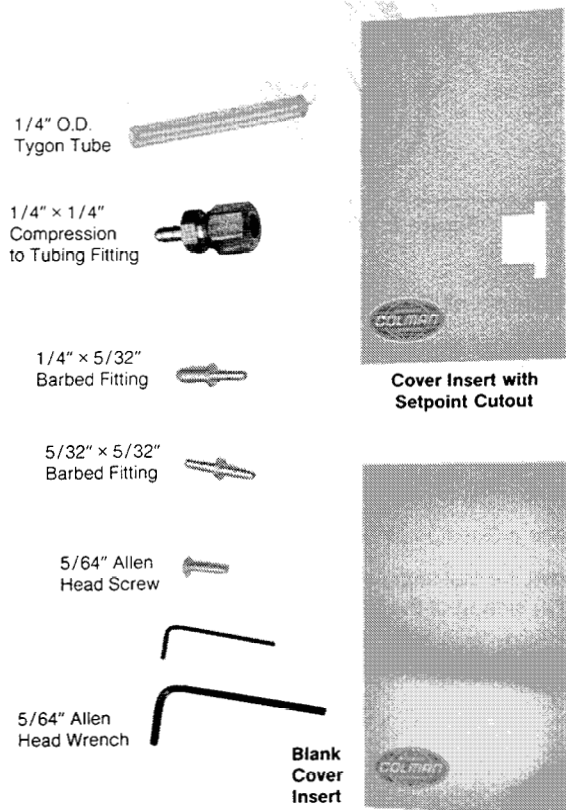 1/4" O.D.
Tygon Tube
1/4" × 1/4"
Compression
to Tubing Fitting
1/4" × 5/32"
Barbed Fitting
5/32" × 5/32"
Barbed Fitting
5/64" Allen
Head Screw
5/64" Allen
Head Wrench
COLMAN
Cover Insert with
Setpoint Cutout
COLMAN
Blank
Cover
Insert